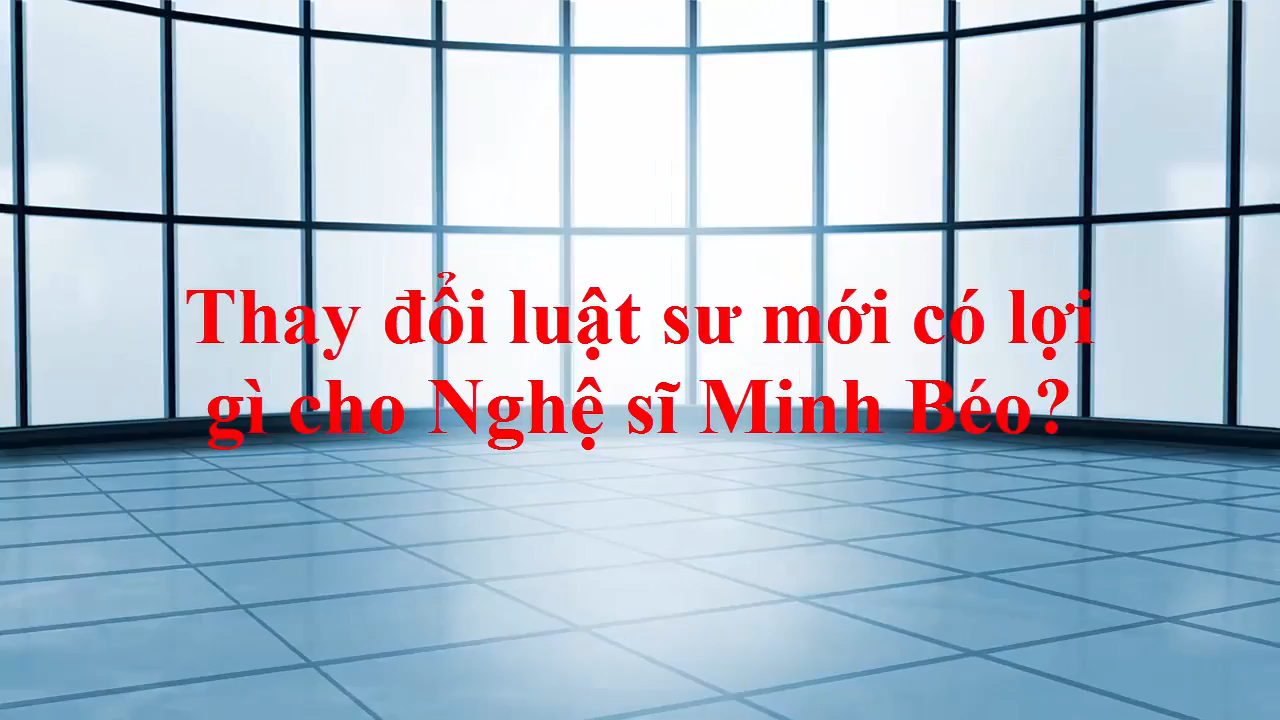 Thay đổi luật sư mới có lợi
gì cho Nghệ sĩ Minh Béo?